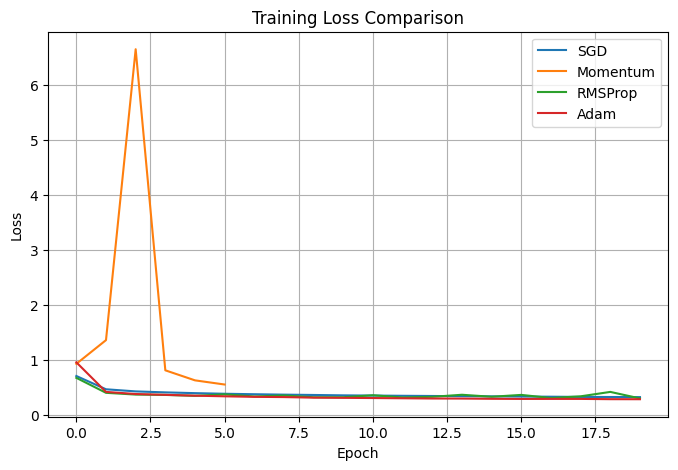 Training Loss Comparison
SGD
Momentum
RMSProp
Adam
Loss
6
5
4
3
2
1
0
0.0 2.5 5.0 7.5 10.0 12.5 15.0 17.5
Epoch